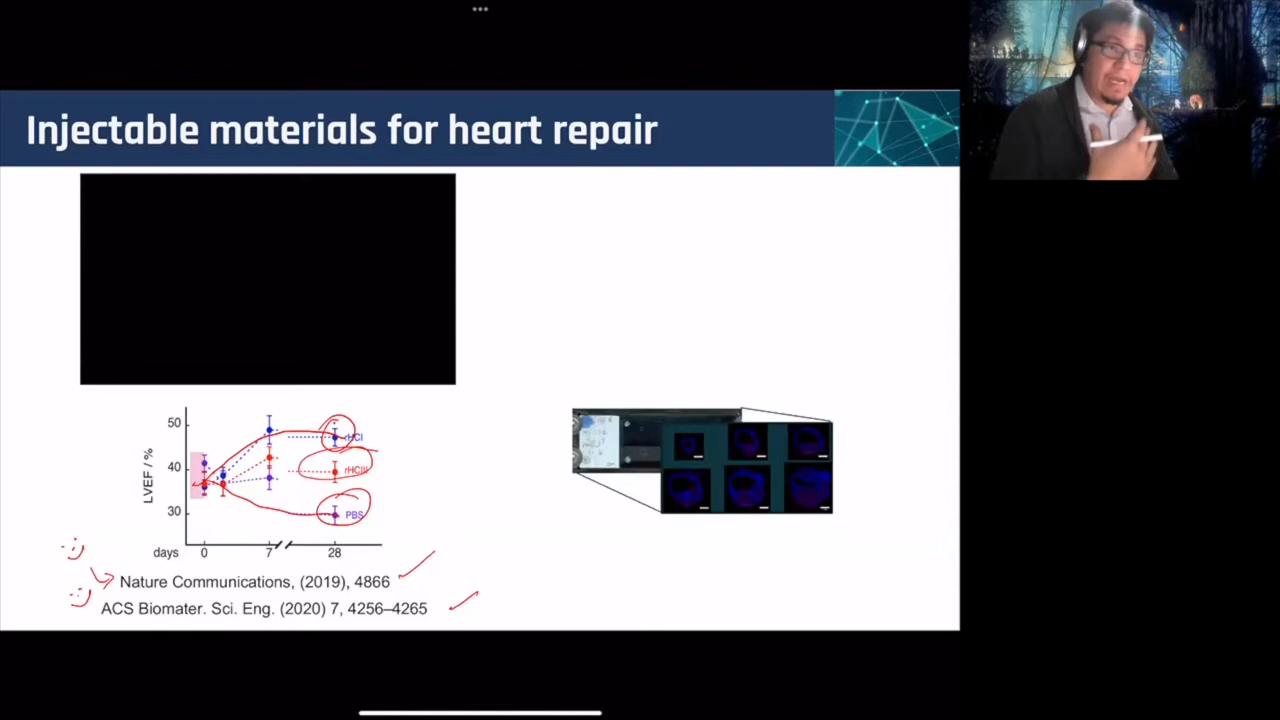 Injectable materials for heart repair
50
rHCI
40
rHCIII
LVEF / %
30
PBS
days 0 7 28
Nature Communications, (2019), 4866
ACS Biomater. Sci. Eng. (2020) 7, 4256–4265